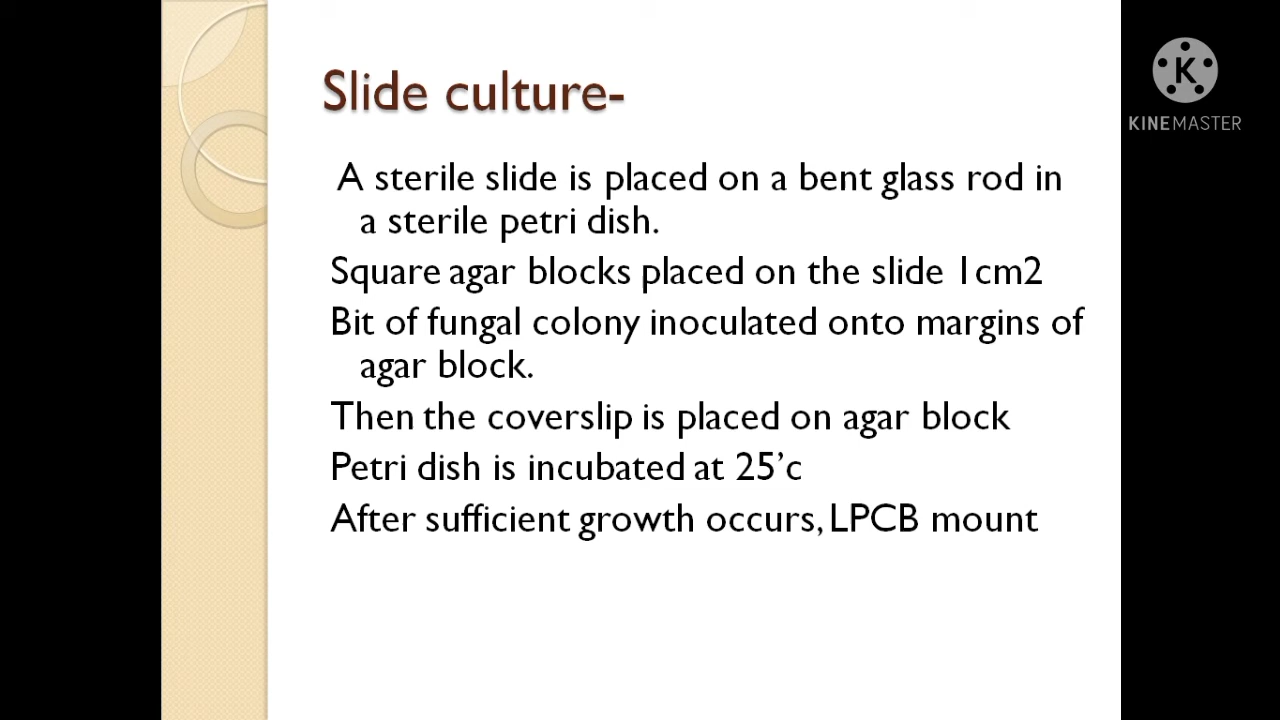 Slide culture-
K
KINEMASTER
A sterile slide is placed on a bent glass rod in
a sterile petri dish.
Square agar blocks placed on the slide 1cm2
Bit of fungal colony inoculated onto margins of
agar block.
Then the coverslip is placed on agar block
Petri dish is incubated at 25’c
After sufficient growth occurs, LPCB mount